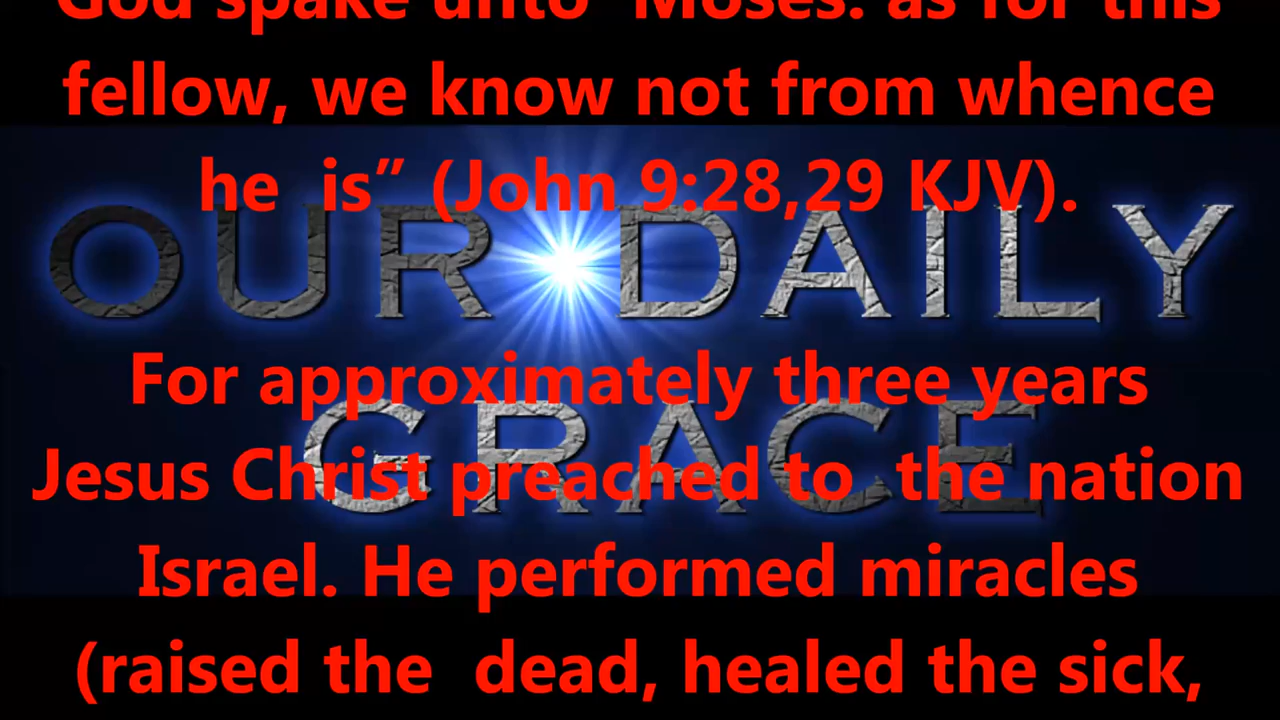 God spake unto Moses: as for this
fellow, we know not from whence
he is” (John 9:28,29 KJV).
OUR DAILY
For approximately three years
GRACE
Jesus Christ preached to the nation
Israel. He performed miracles
(raised the dead, healed the sick,